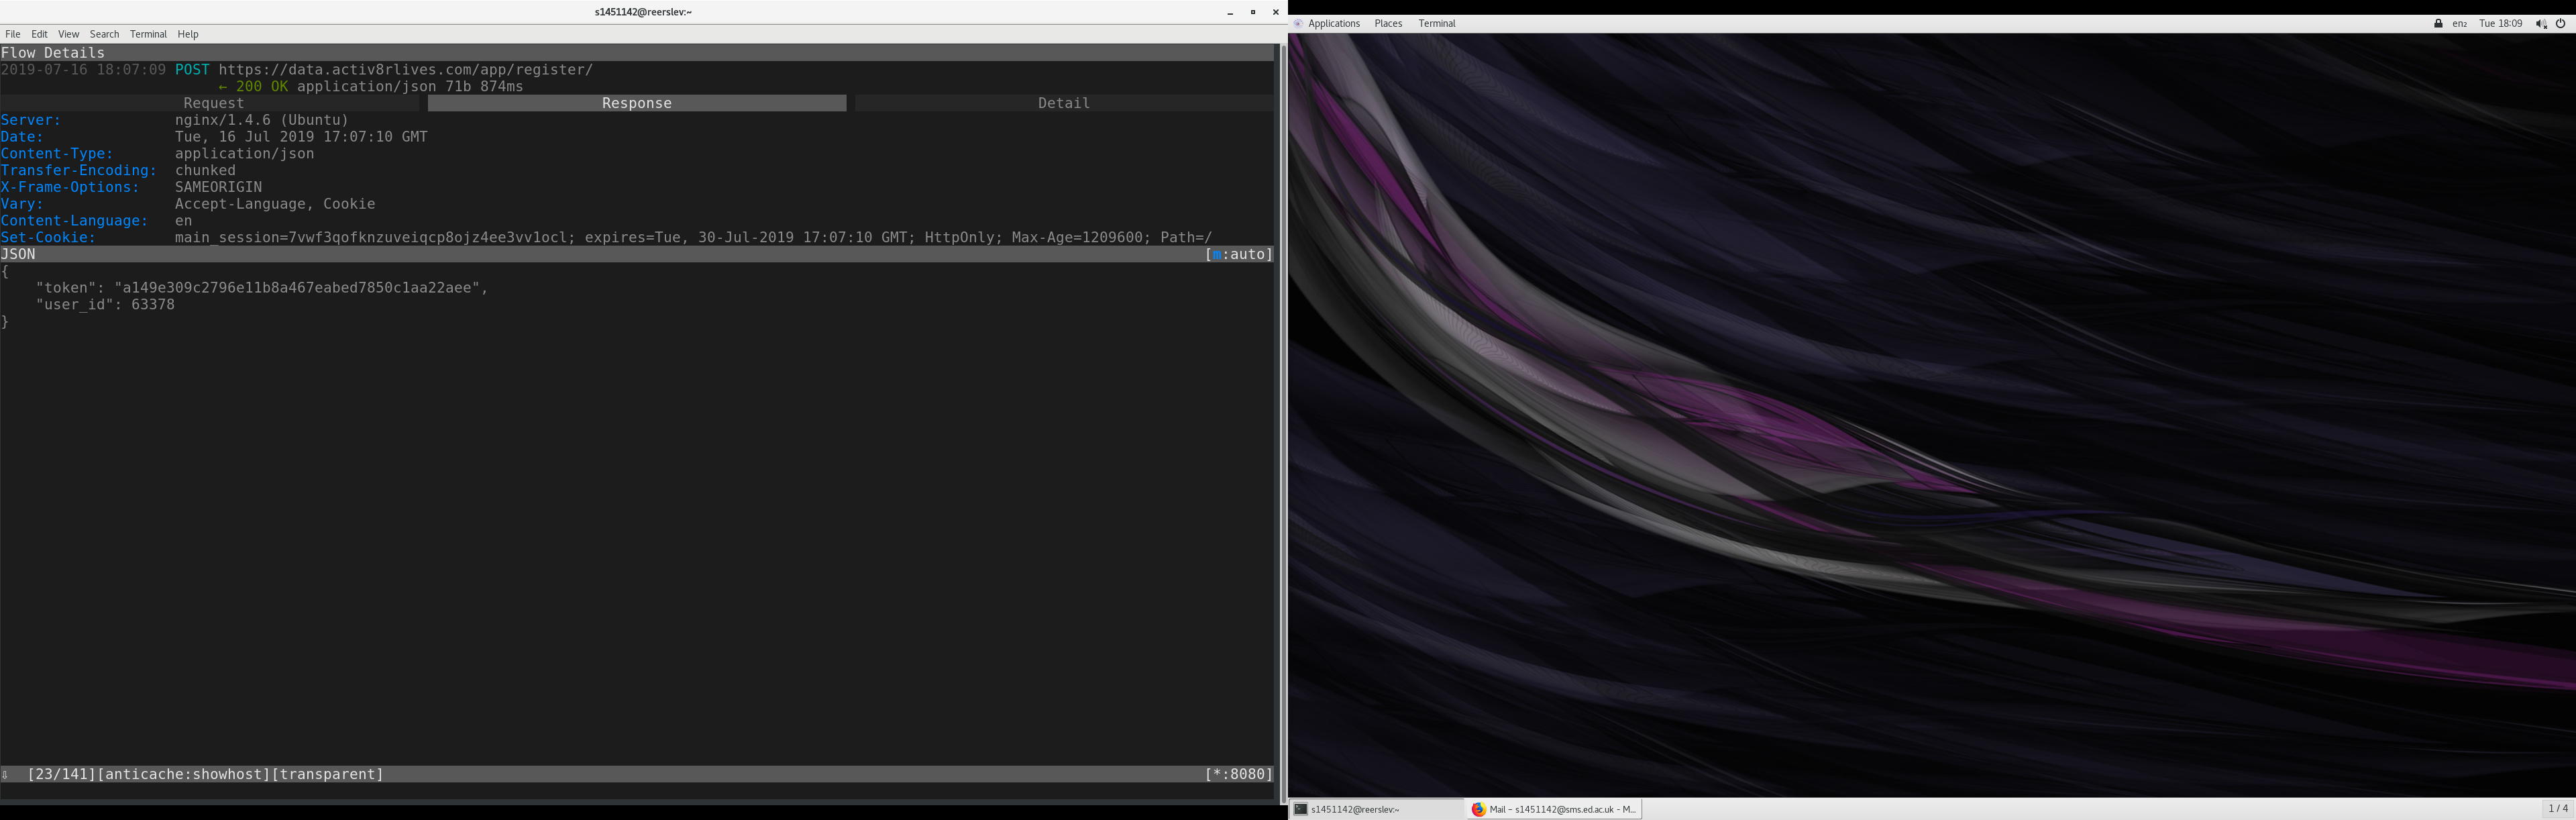 s1451142@reerslev:~
File Edit View Search Terminal Help
Flow Details
2019-07-16 18:07:09 POST https://data.activ8rlives.com/app/register/
← 200 OK application/json 71b 874ms
Request Response Detail
Server: nginx/1.4.6 (Ubuntu)
Date: Tue, 16 Jul 2019 17:07:10 GMT
Content-Type: application/json
Transfer-Encoding: chunked
X-Frame-Options: SAMEORIGIN
Vary: Accept-Language, Cookie
Content-Language: en
Set-Cookie: main_session=7vwf3qofknzuveiqcp8ojz4ee3vv1ocl; expires=Tue, 30-Jul-2019 17:07:10 GMT; HttpOnly; Max-Age=1209600; Path=/
JSON [m:auto]
{
"token": "a149e309c2796e11b8a467eabed7850c1aa22aee",
"user_id": 63378
}
⇩ [23/141][anticache:showhost][transparent] [*:8080]
Applications Places Terminal en₂ Tue 18:09
s1451142@reerslev:~ Mail – s1451142@sms.ed.ac.uk - M... 1 / 4